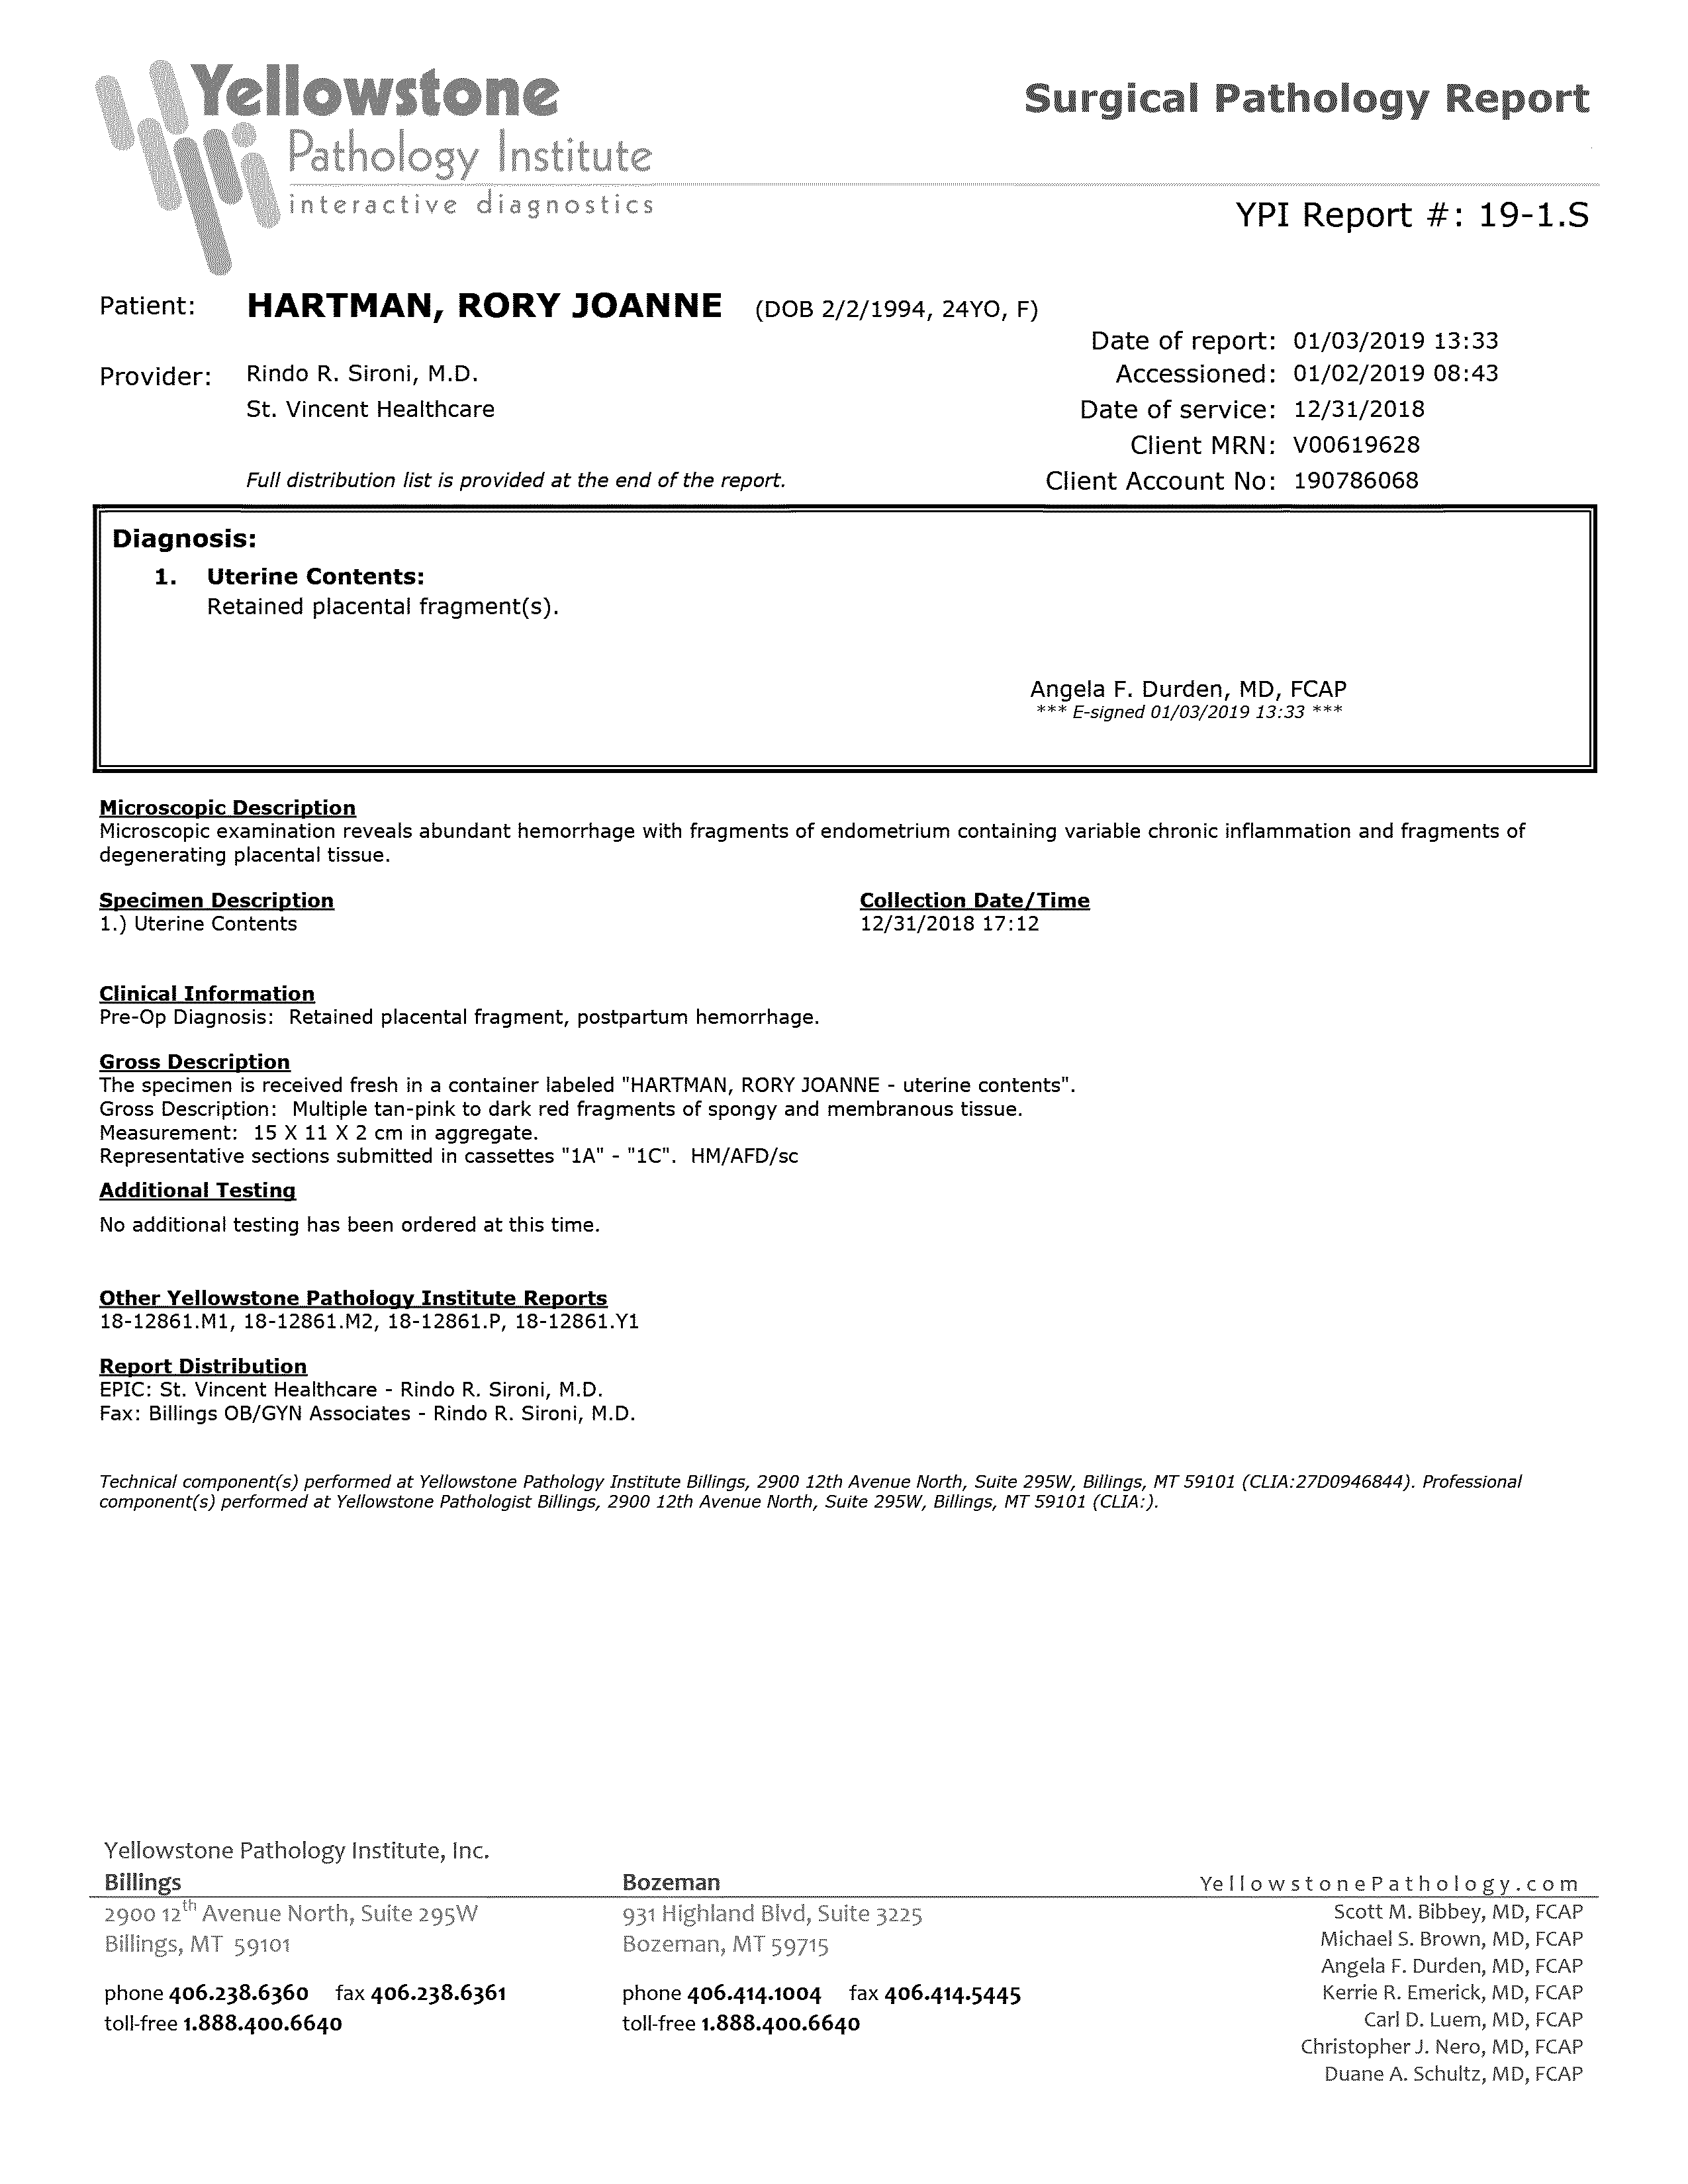 Yellowstone
Pathology Institute
interactive diagnostics
Surgical Pathology Report
YPI Report #: 19-1.S
Patient: HARTMAN, RORY JOANNE (DOB 2/2/1994, 24YO, F)
Date of report: 01/03/2019 13:33
Provider: Rindo R. Sironi, M.D.
Accessioned: 01/02/2019 08:43
St. Vincent Healthcare
Date of service: 12/31/2018
Client MRN: V00619628
Full distribution list is provided at the end of the report.
Client Account No: 190786068
Diagnosis:
1. Uterine Contents:
Retained placental fragment(s).
Angela F. Durden, MD, FCAP
*** E-signed 01/03/2019 13:33 ***
Microscopic Description
Microscopic examination reveals abundant hemorrhage with fragments of endometrium containing variable chronic inflammation and fragments of
degenerating placental tissue.
Specimen Description Collection Date/Time
1.) Uterine Contents 12/31/2018 17:12
Clinical Information
Pre-Op Diagnosis: Retained placental fragment, postpartum hemorrhage.
Gross Description
The specimen is received fresh in a container labeled "HARTMAN, RORY JOANNE - uterine contents".
Gross Description: Multiple tan-pink to dark red fragments of spongy and membranous tissue.
Measurement: 15 X 11 X 2 cm in aggregate.
Representative sections submitted in cassettes "1A" - "1C". HM/AFD/sc
Additional Testing
No additional testing has been ordered at this time.
Other Yellowstone Pathology Institute Reports
18-12861.M1, 18-12861.M2, 18-12861.P, 18-12861.Y1
Report Distribution
EPIC: St. Vincent Healthcare - Rindo R. Sironi, M.D.
Fax: Billings OB/GYN Associates - Rindo R. Sironi, M.D.
Technical component(s) performed at Yellowstone Pathology Institute Billings, 2900 12th Avenue North, Suite 295W, Billings, MT 59101 (CLIA:27D0946844). Professional
component(s) performed at Yellowstone Pathologist Billings, 2900 12th Avenue North, Suite 295W, Billings, MT 59101 (CLIA:).
Yellowstone Pathology Institute, Inc.
Billings Bozeman YellowstonePathology.com
2900 12th Avenue North, Suite 295W 931 Highland Blvd, Suite 3225 Scott M. Bibbey, MD, FCAP
Billings, MT 59101 Bozeman, MT 59715 Michael S. Brown, MD, FCAP
Angela F. Durden, MD, FCAP
phone 406.238.6360 fax 406.238.6361 phone 406.414.1004 fax 406.414.5445 Kerrie R. Emerick, MD, FCAP
toll-free 1.888.400.6640 toll-free 1.888.400.6640 Carl D. Luem, MD, FCAP
Christopher J. Nero, MD, FCAP
Duane A. Schultz, MD, FCAP